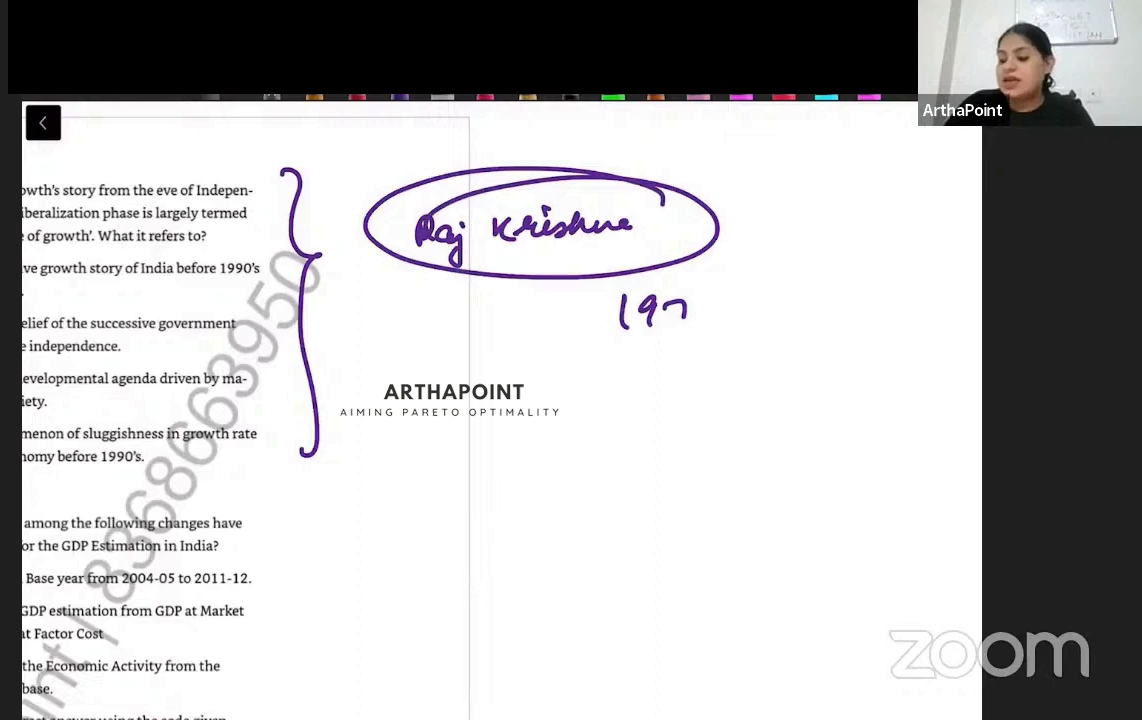 ArthaPoint
owth's story from the eve of Indepen-
iberalization phase is largely termed
of growth'. What it refers to?
ve growth story of India before 1990's
elief of the successive government
e independence.
evelopmental agenda driven by ma-
iety.
menon of sluggishness in growth rate
nomy before 1990's.
among the following changes have
or the GDP Estimation in India?
Base year from 2004-05 to 2011-12.
GDP estimation from GDP at Market
at Factor Cost
the Economic Activity from the
base.
Raj Krishna
197
ARTHAPOINT
AIMING PARETO OPTIMALITY
int | 8368663950
zoom